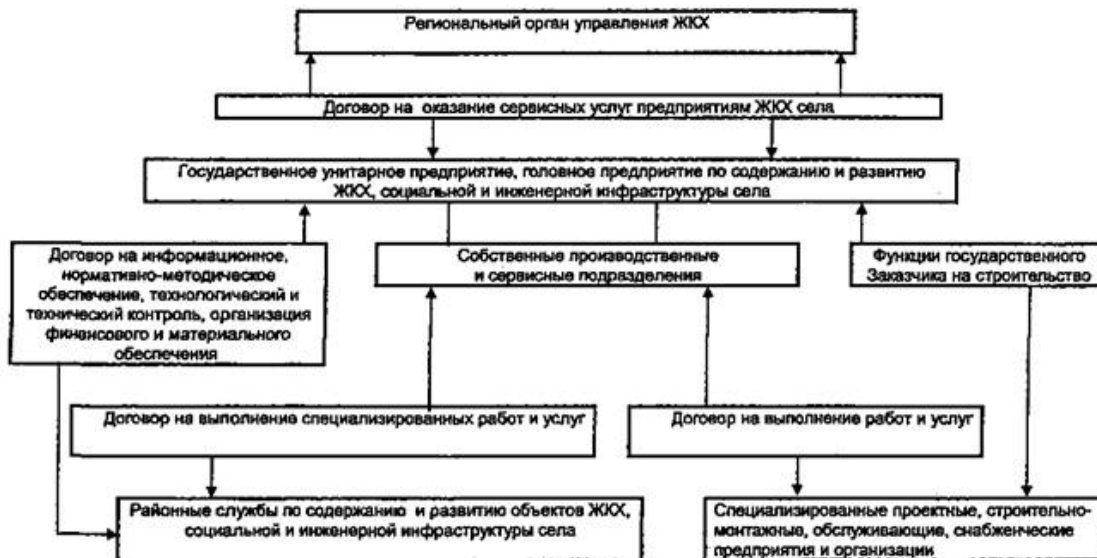 Региональный орган управления ЖКХ
Договор на оказание сервисных услуг предприятиям ЖКХ села
Государственное унитарное предприятие, головное предприятие по содержанию и развитию
ЖКХ, социальной и инженерной инфраструктуры села
Договор на информационное,
нормативно-методическое
обеспечение, технологический и
технический контроль, организация
финансового и материального
обеспечения
Собственные производственные
и сервисные подразделения
Функции государственного
Заказчика на строительство
Договор на выполнение специализированных работ и услуг
Договор на выполнение работ и услуг
Районные службы по содержанию и развитию объектов ЖКХ,
социальной и инженерной инфраструктуры села
Специализированные проектные, строительно-
монтажные, обслуживающие, снабженческие
предприятия и организации